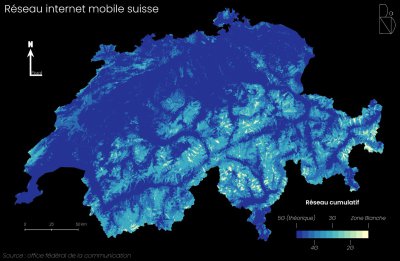 Réseau internet mobile suisse
N
Réseau cumulatif
5G (théorique) 3G Zone Blanche
4G 2G
0 25 50 km
Source : office fédéral de la communication